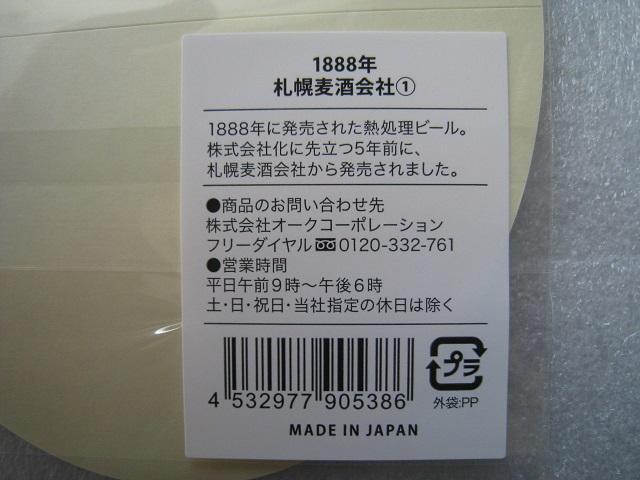 1888年
札幌麦酒会社①
1888年に発売された熱処理ビール。
株式会社化に先立つ5年前に、
札幌麦酒会社から発売されました。
●商品のお問い合わせ先
株式会社オークコーポレーション
フリーダイヤル 0120-332-761
●営業時間
平日午前9時～午後6時
土・日・祝日・当社指定の休日は除く
4 532977 905386
プラ
外袋:PP
MADE IN JAPAN